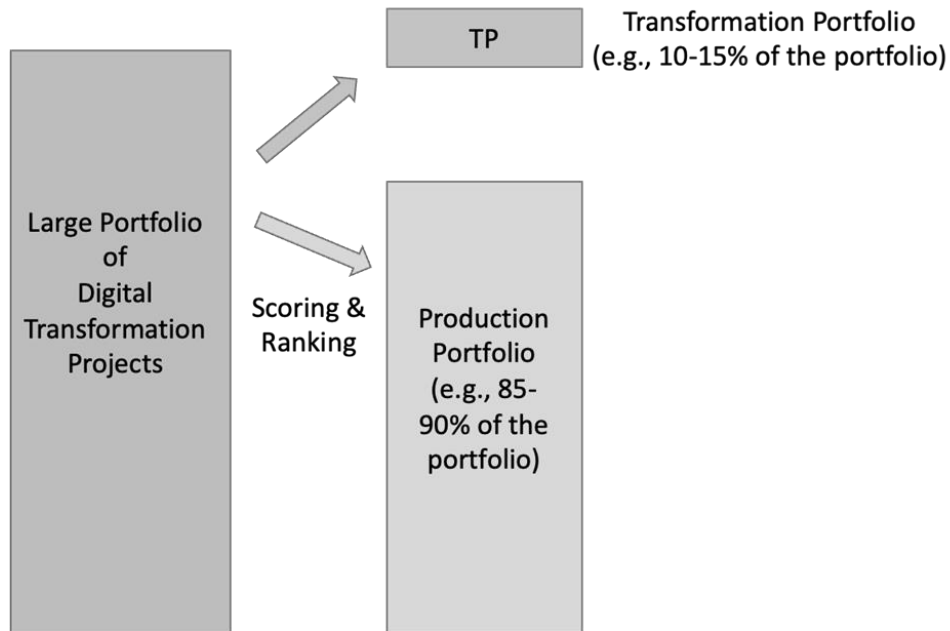 TP
Transformation Portfolio
(e.g., 10-15% of the portfolio)
Large Portfolio
of
Digital
Transformation
Projects
Scoring &
Ranking
Production
Portfolio
(e.g., 85-
90% of the
portfolio)